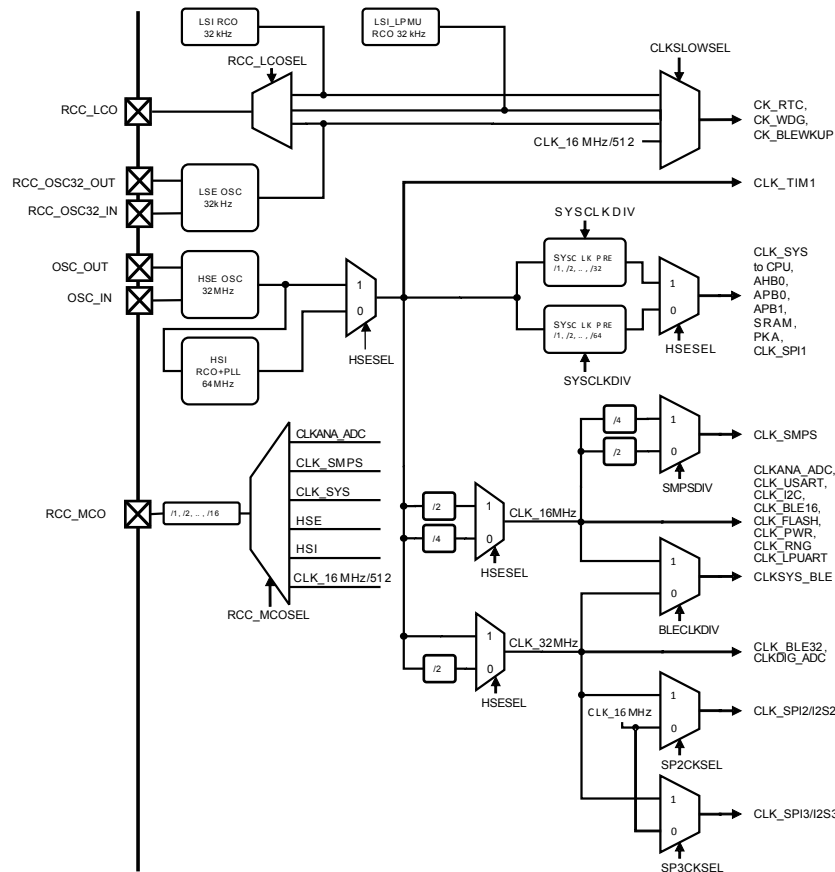 LSI RCO
32 kHz
LSI_LPMU
RCO 32 kHz
RCC_LCOSEL
CLKSLOWSEL
RCC_LCO
CLK_16 MHz/512
CK_RTC,
CK_WDG,
CK_BLEWKUP
RCC_OSC32_OUT
RCC_OSC32_IN
LSE OSC
32kHz
CLK_TIM1
OSC_OUT
OSC_IN
HSE OSC
32MHz
HSI
RCO+PLL
64MHz
1
0
HSESEL
SYSCLKDIV
SYSC LK PRE
/1, /2, .. , /32
SYSC LK PRE
/1, /2, .. , /64
SYSCLKDIV
1
0
HSESEL
CLK_SYS
to CPU,
AHB0,
APB0,
APB1,
SRAM,
PKA,
CLK_SPI1
RCC_MCO
/1, /2, .. , /16
CLKANA_ADC
CLK_SMPS
CLK_SYS
HSE
HSI
CLK_16 MHz/512
RCC_MCOSEL
/4
/2
1
0
SMPSDIV
CLK_SMPS
/2
/4
1
0
HSESEL
CLK_16MHz
CLKANA_ADC,
CLK_USART,
CLK_I2C,
CLK_BLE16,
CLK_FLASH,
CLK_PWR,
CLK_RNG
CLK_LPUART
1
0
BLECLKDIV
CLKSYS_BLE
/2
1
0
HSESEL
CLK_32MHz
CLK_BLE32,
CLKDIG_ADC
CLK_16 MHz
1
0
SP2CKSEL
CLK_SPI2/I2S2
1
0
SP3CKSEL
CLK_SPI3/I2S3